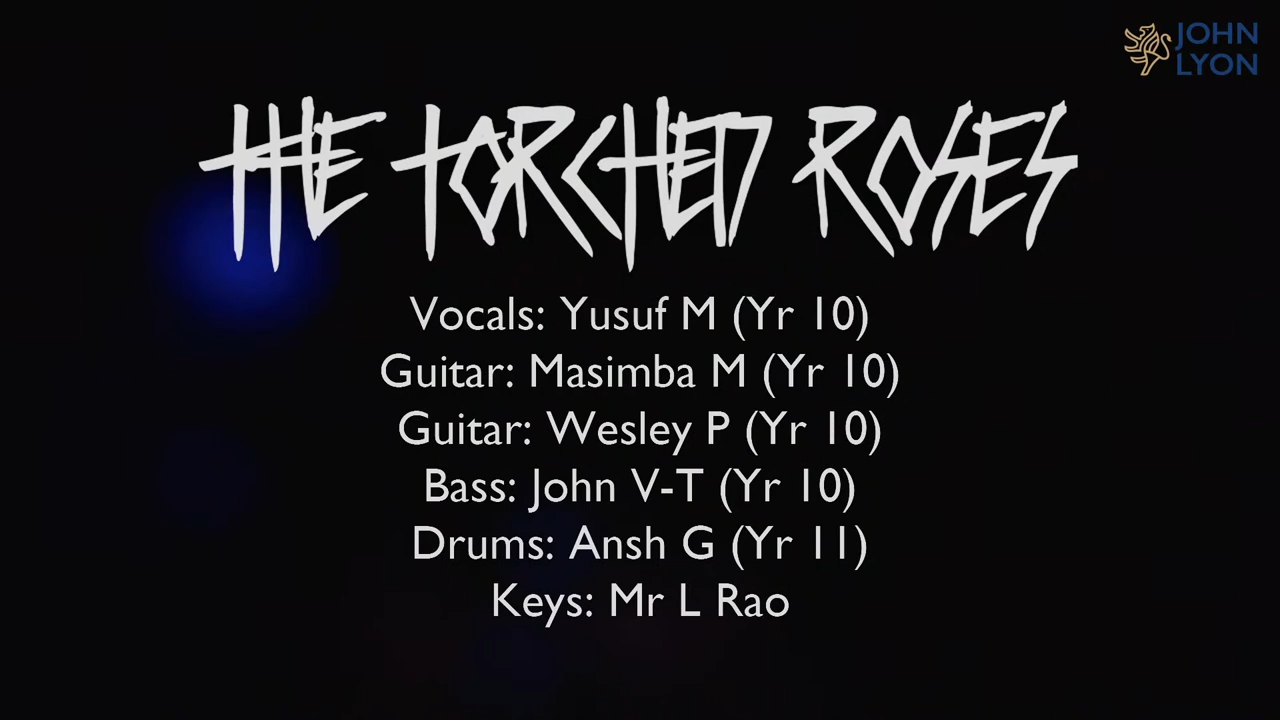 JOHN
LYON
THE TORCHED ROSES
Vocals: Yusuf M (Yr 10)
Guitar: Masimba M (Yr 10)
Guitar: Wesley P (Yr 10)
Bass: John V-T (Yr 10)
Drums: Ansh G (Yr 11)
Keys: Mr L Rao